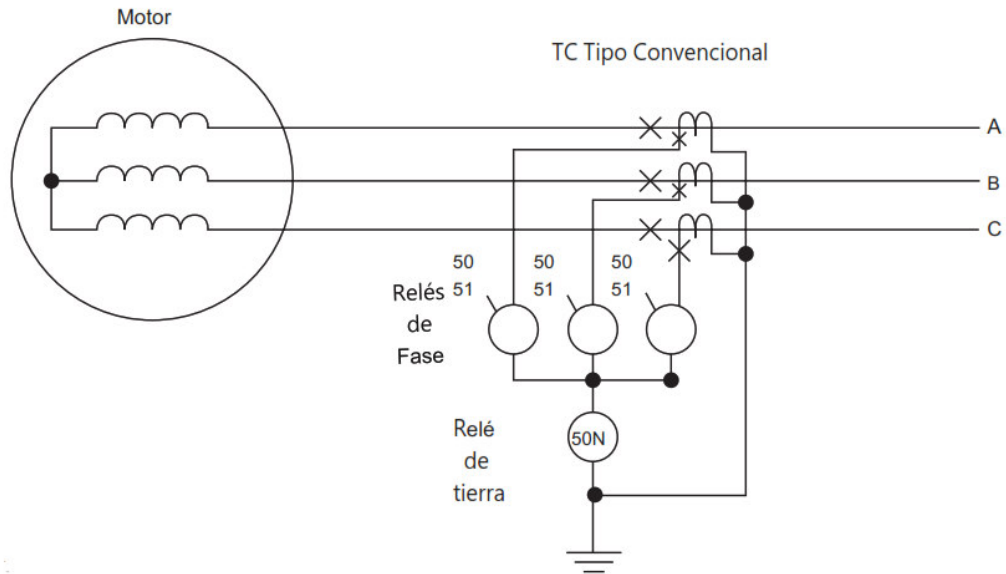 Motor
TC Tipo Convencional
A
B
C
50 50 50
51 51 51
Relés
de
Fase
Relé
de
tierra
50N